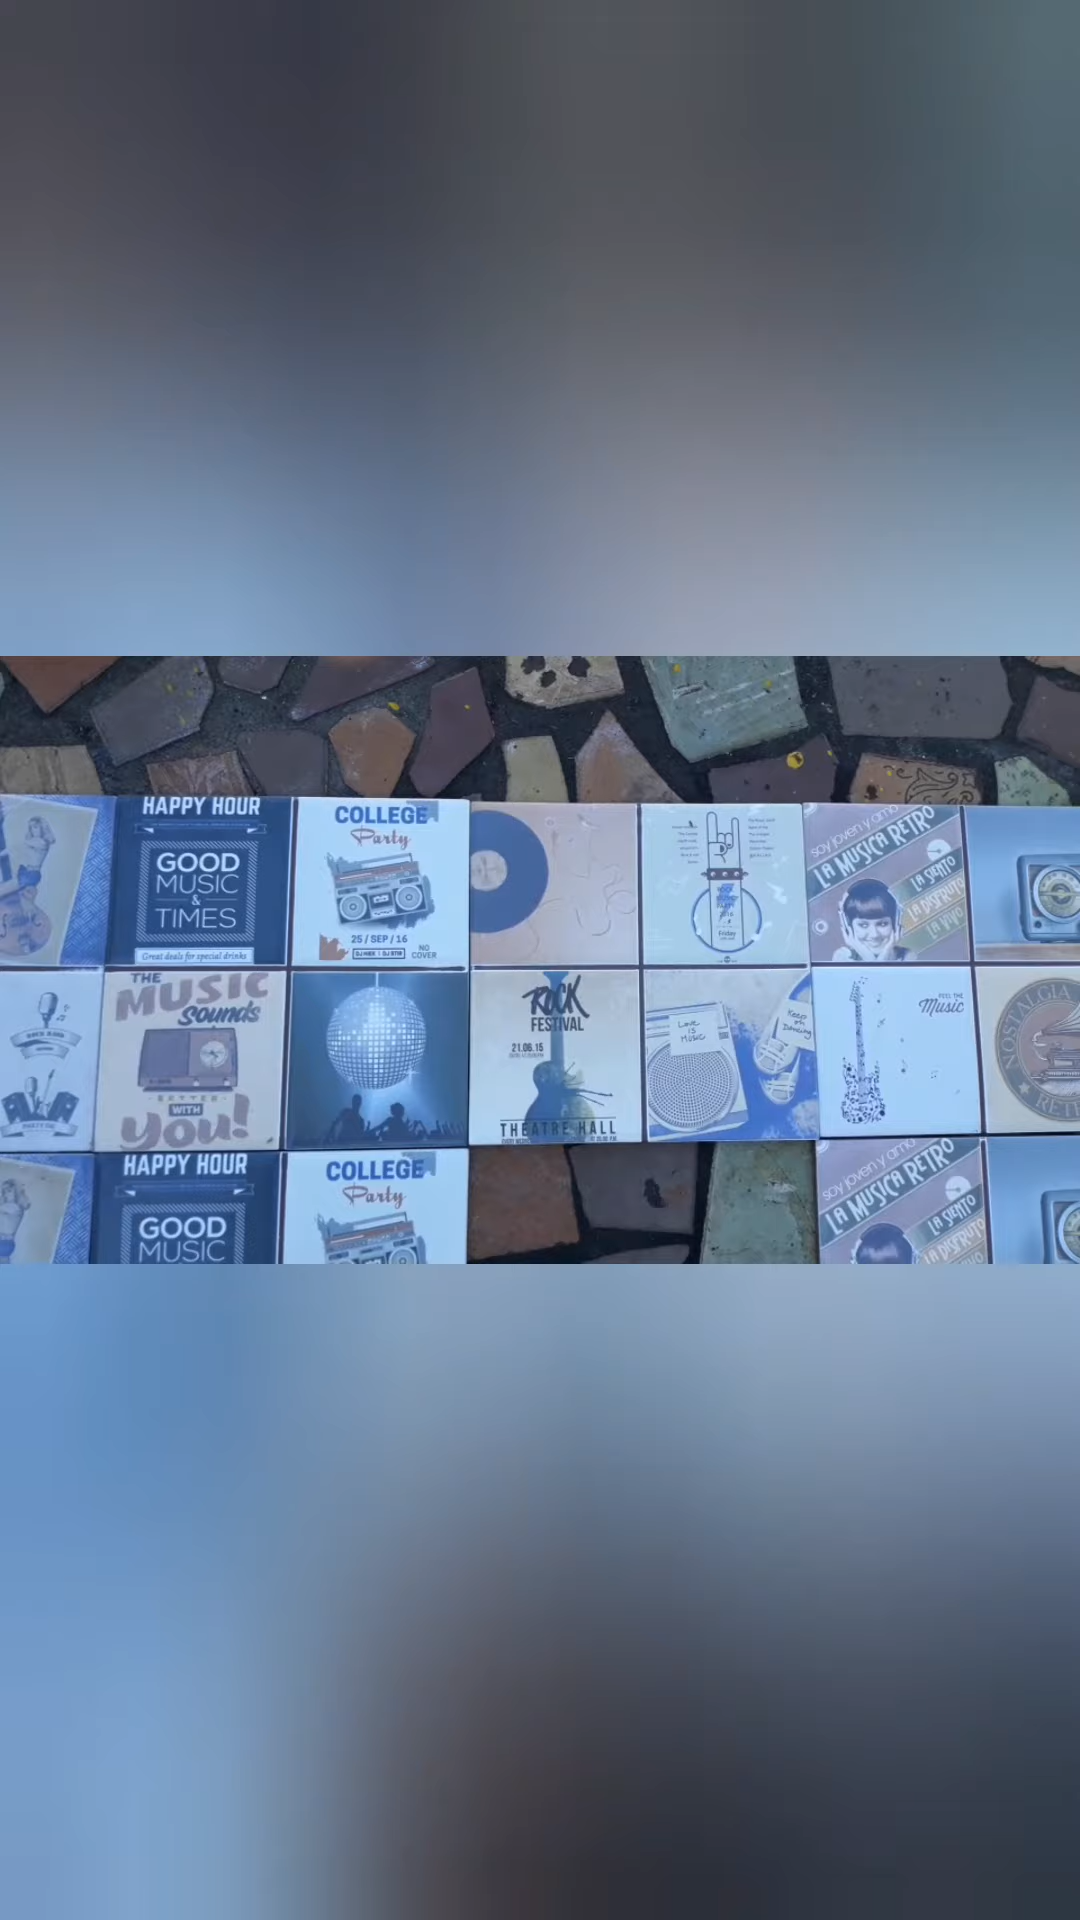 HAPPY HOUR
GOOD
MUSIC
&
TIMES
Great deals for special drinks
COLLEGE
Party
25 / SEP / 16
NO
COVER
Friday
soy joven y amo
LA MUSICA RETRO
LA SIENTO
LA DISFRUTO
LA VIVO
THE
MUSIC
sounds
BETTER
WITH
you!
ROCK
FESTIVAL
21.06.15
THEATRE HALL
Love
is
Music
Keep
on
Dancing
FEEL THE
Music
NOSTALGIA
RETR
HAPPY HOUR
GOOD
MUSIC
COLLEGE
Party
soy joven y amo
LA MUSICA RETRO
LA SIENTO
LA DISFRUTO